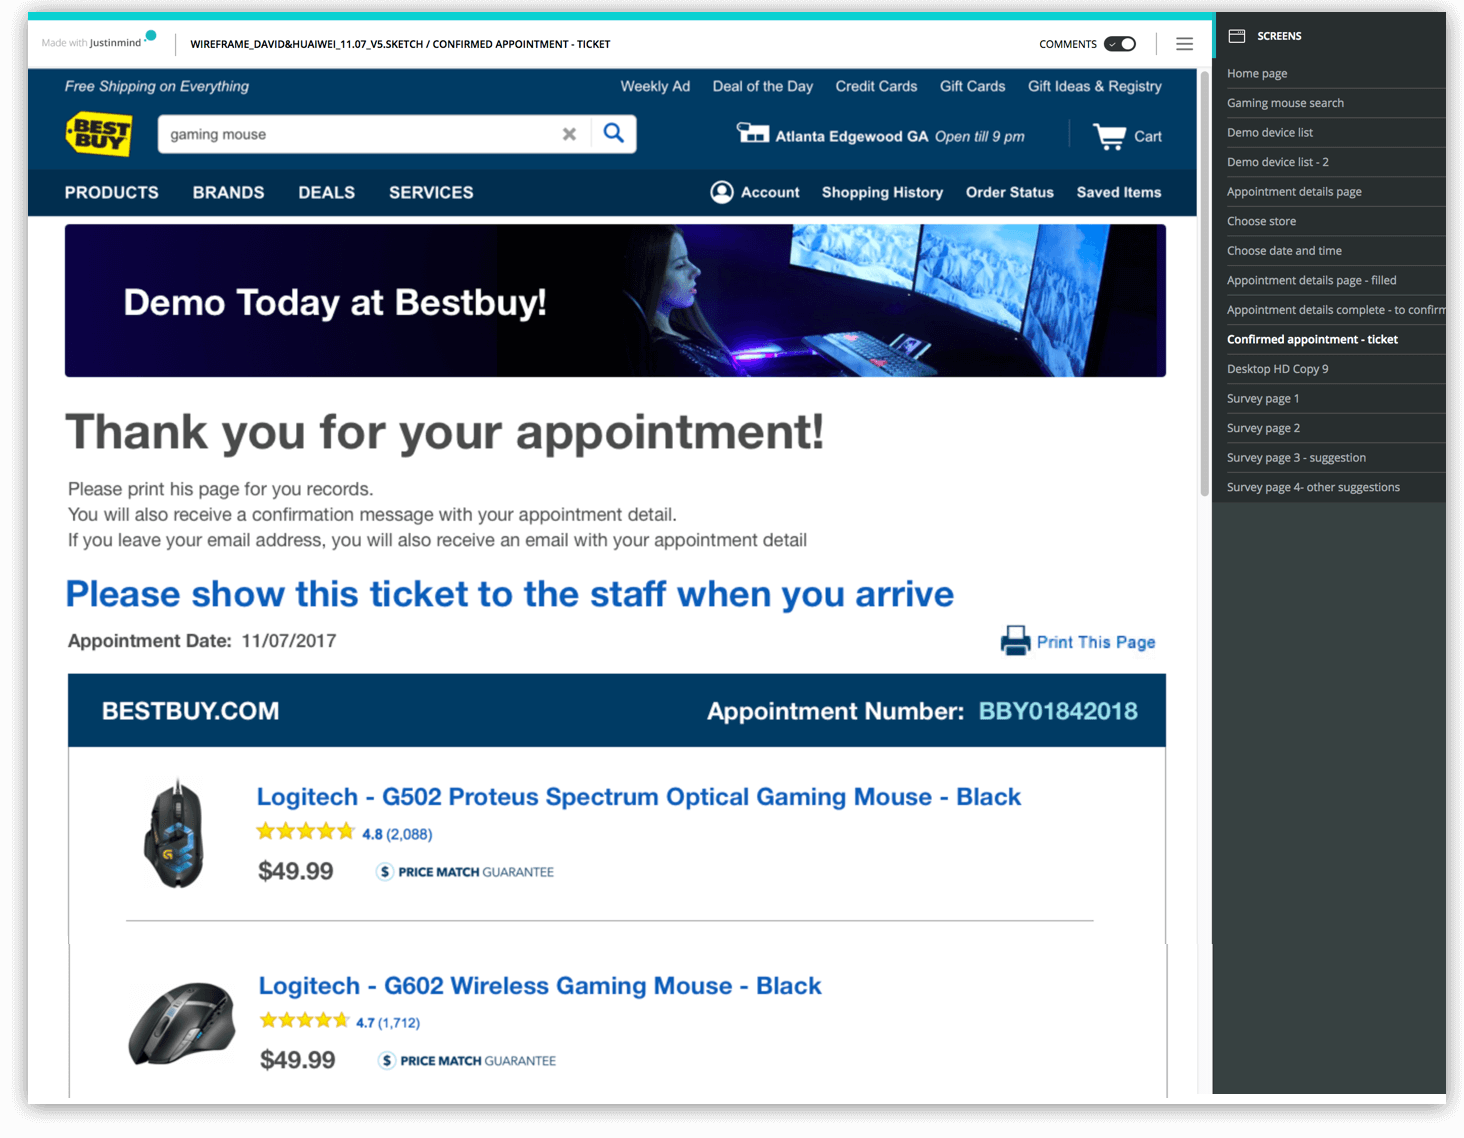 Made with Justinmind
WIREFRAME_DAVID&HUAIWEI_11.07_V5.SKETCH / CONFIRMED APPOINTMENT - TICKET
COMMENTS
SCREENS
Home page
Gaming mouse search
Demo device list
Demo device list - 2
Appointment details page
Choose store
Choose date and time
Appointment details page - filled
Appointment details complete - to confirm
Confirmed appointment - ticket
Desktop HD Copy 9
Survey page 1
Survey page 2
Survey page 3 - suggestion
Survey page 4- other suggestions
Free Shipping on Everything
Weekly Ad Deal of the Day Credit Cards Gift Cards Gift Ideas & Registry
BEST
BUY
gaming mouse
Atlanta Edgewood GA Open till 9 pm
Cart
PRODUCTS BRANDS DEALS SERVICES
Account Shopping History Order Status Saved Items
Demo Today at Bestbuy!
Thank you for your appointment!
Please print his page for you records.
You will also receive a confirmation message with your appointment detail.
If you leave your email address, you will also receive an email with your appointment detail
Please show this ticket to the staff when you arrive
Appointment Date: 11/07/2017
Print This Page
BESTBUY.COM
Appointment Number: BBY01842018
Logitech - G502 Proteus Spectrum Optical Gaming Mouse - Black
4.8 (2,088)
$49.99
$ PRICE MATCH GUARANTEE
Logitech - G602 Wireless Gaming Mouse - Black
4.7 (1,712)
$49.99
$ PRICE MATCH GUARANTEE